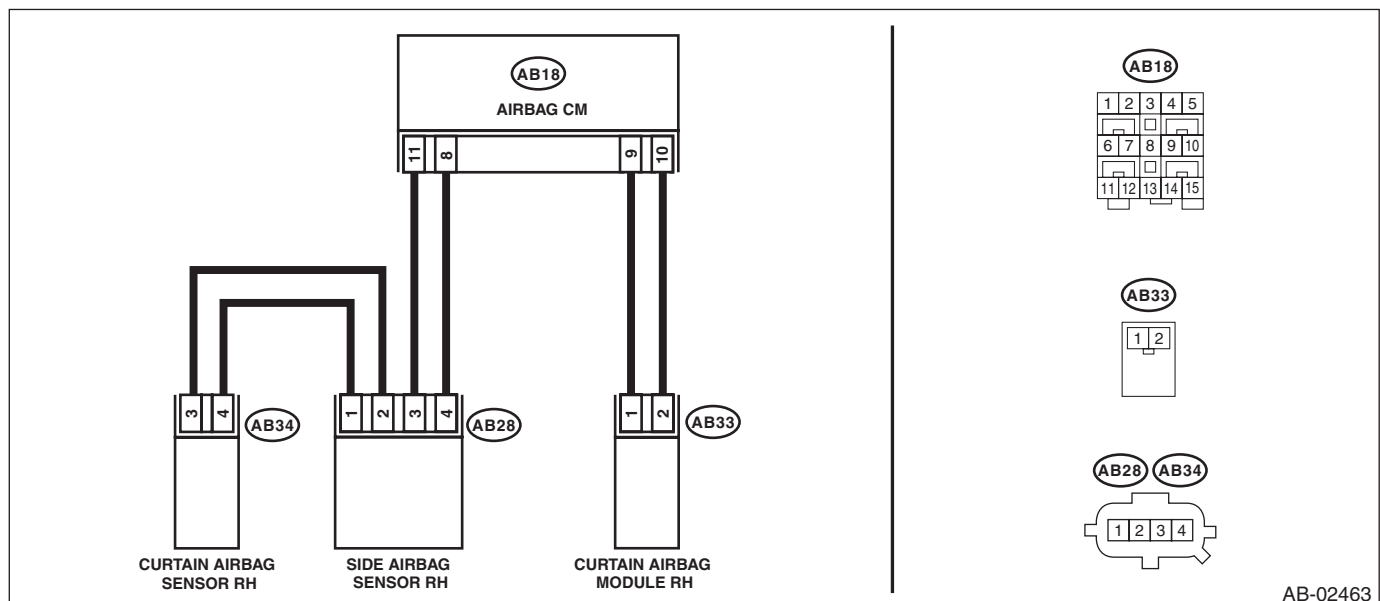 AB18
AIRBAG CM
11 8 9 10
3 4 AB34
1 2 3 4 AB28
1 2 AB33
CURTAIN AIRBAG
SENSOR RH
SIDE AIRBAG
SENSOR RH
CURTAIN AIRBAG
MODULE RH
AB18
1 2 3 4 5
6 7 8 9 10
11 12 13 14 15
AB33
1 2
AB28 AB34
1 2 3 4
AB-02463